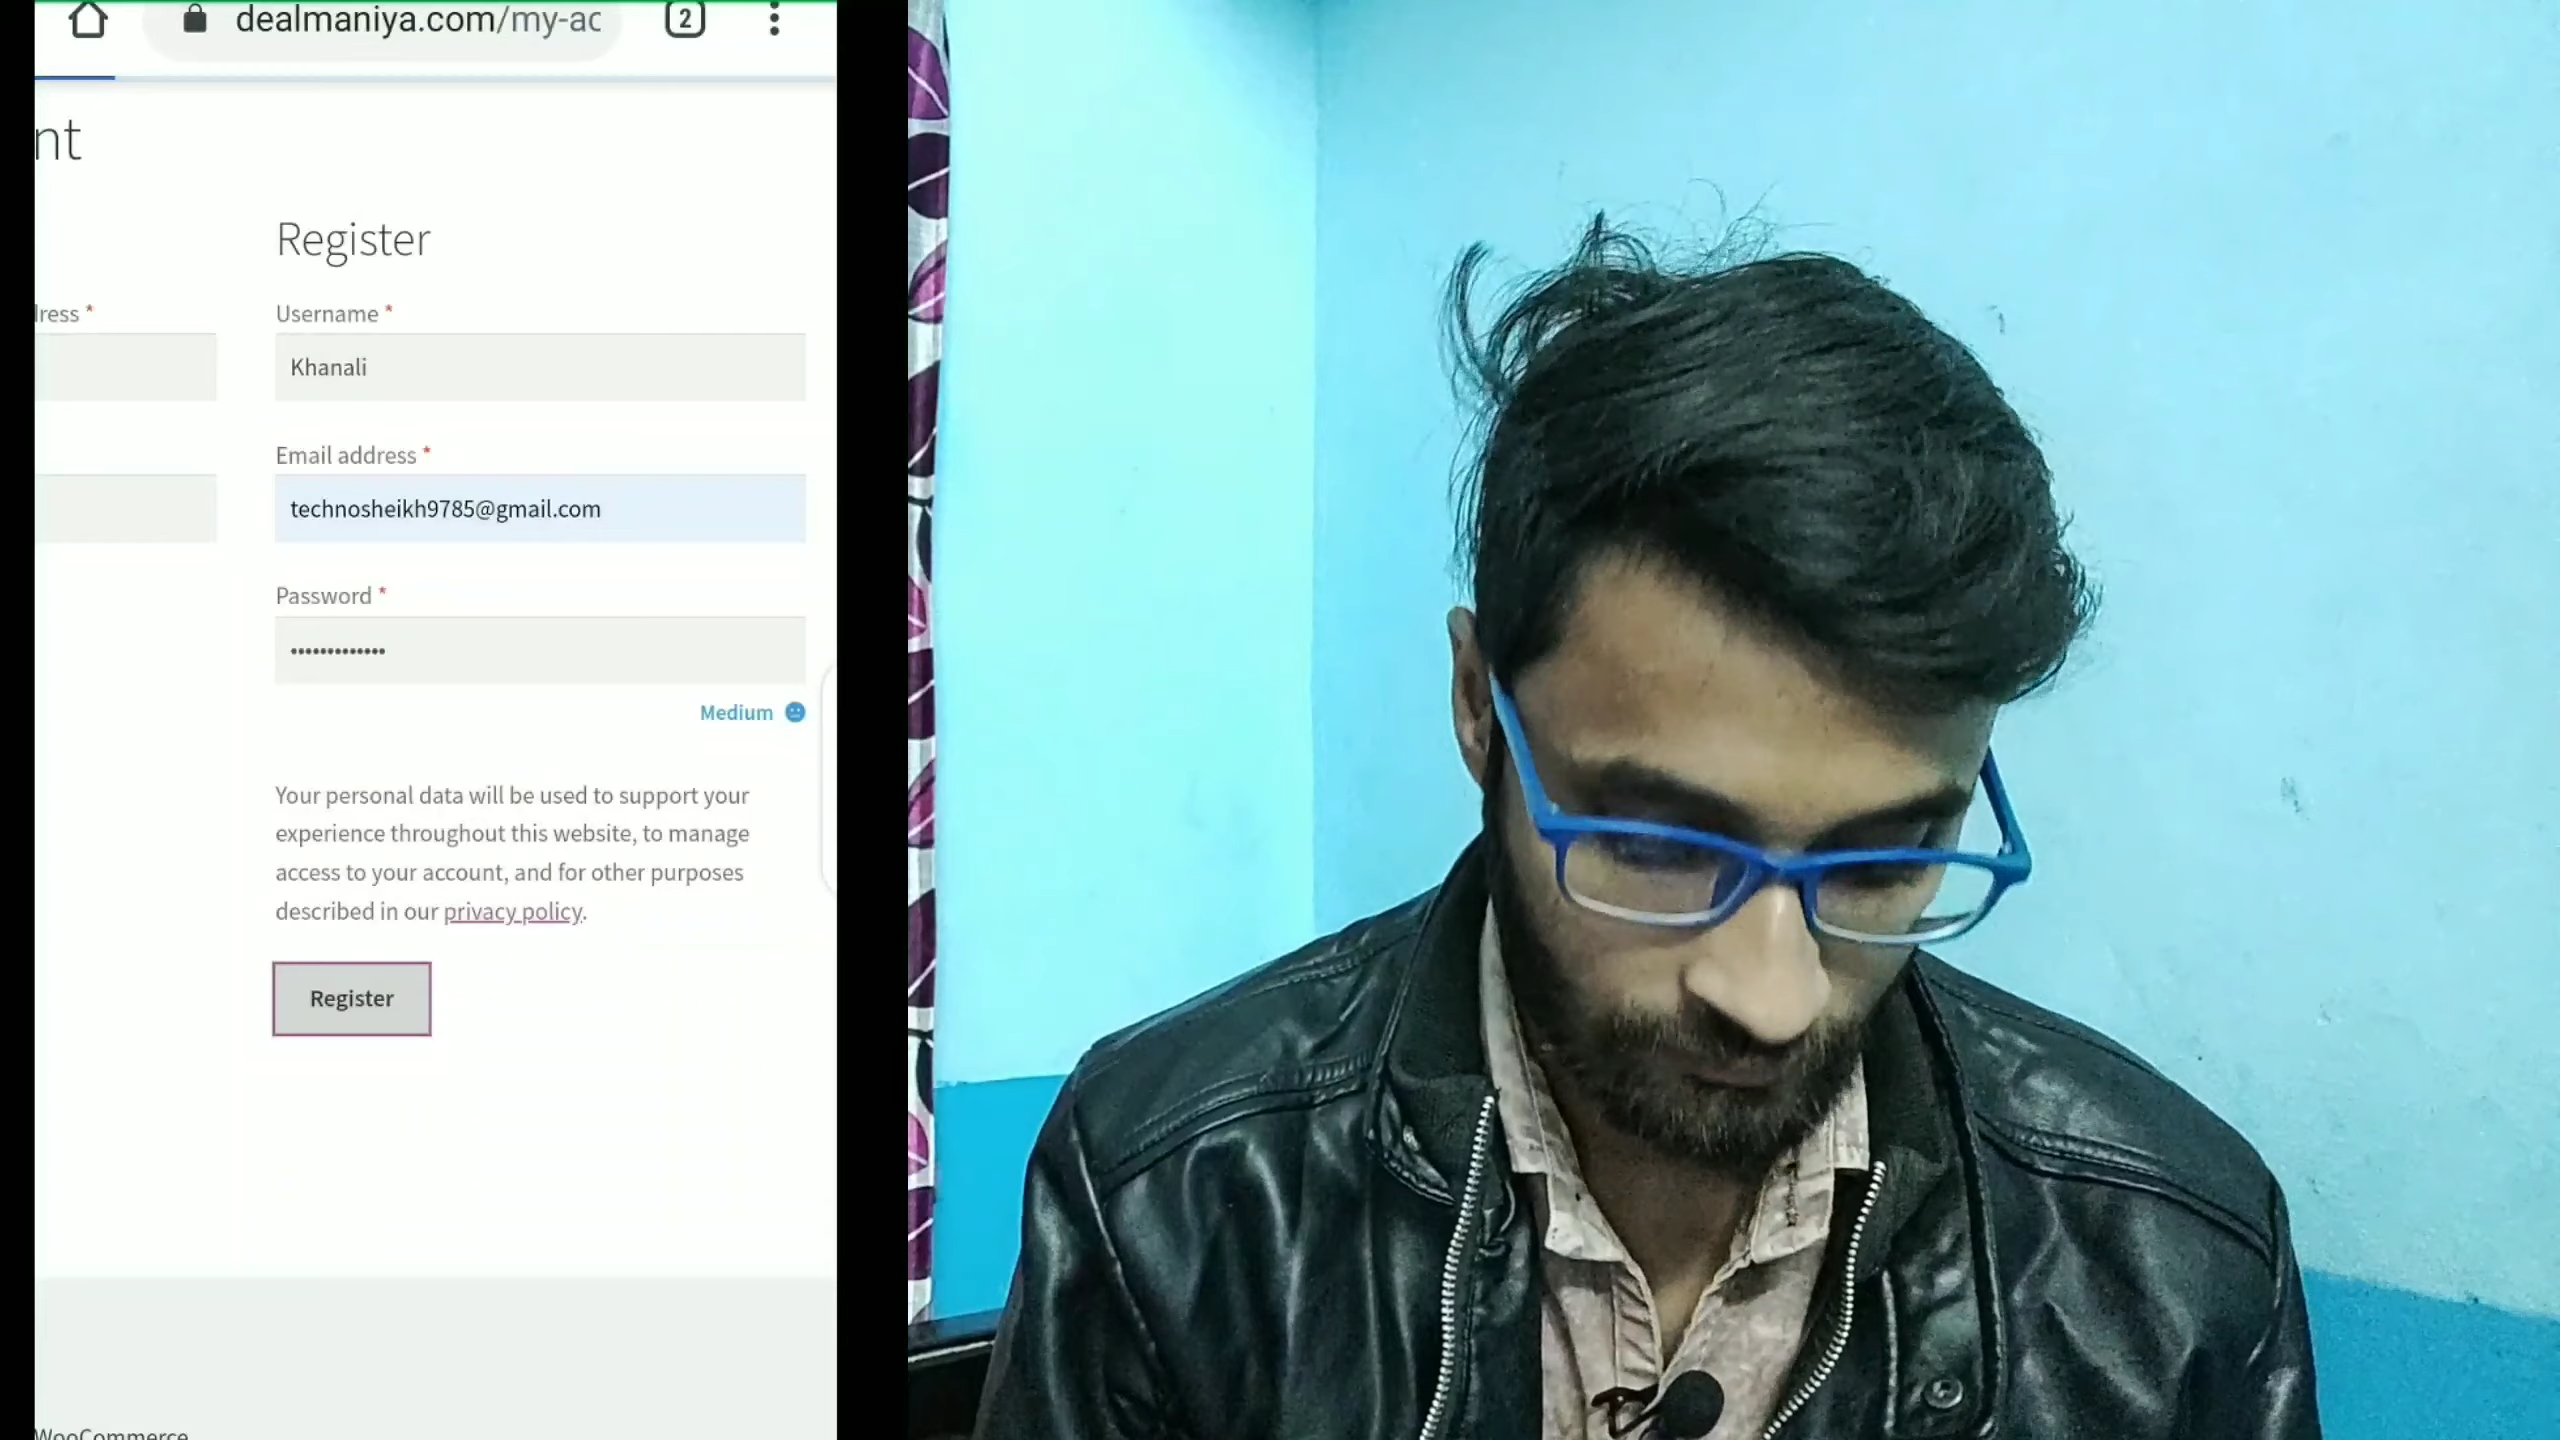 2
dealmaniya.com/my-ac
nt
Register
dress *
Username *
Khanali
Email address *
technosheikh9785@gmail.com
Password *
•••••••••••••
Medium
Your personal data will be used to support your
experience throughout this website, to manage
access to your account, and for other purposes
described in our privacy policy.
Register
WooCommerce